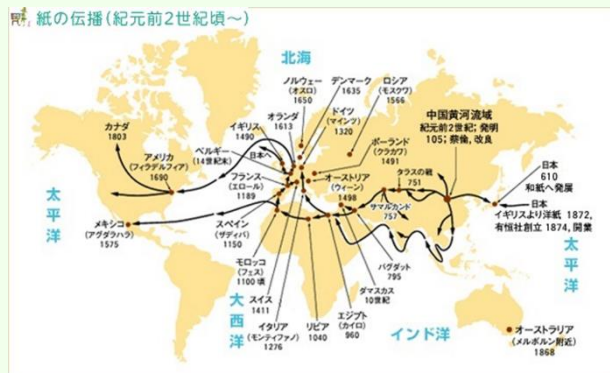 紙の伝播(紀元前2世紀頃～)
北海
ノルウェー
(オスロ)
1650
デンマーク
1635
ロシア
(モスクワ)
1566
オランダ
1613
ドイツ
(マインツ)
1320
イギリス
1490
ポーランド
(クラカワ)
1491
中国黄河流域
紀元前2世紀; 発明
105; 蔡倫, 改良
カナダ
1803
アメリカ
(フィラデルフィア)
1690
ベルギー
(14世紀末)
日本へ
フランス
(エロール)
1189
オーストリア
(ウィーン)
1498
タラスの戦
751
サマルカンド
757
日本
610
和紙へ発展
日本
イギリスより洋紙 1872,
有恒社創立 1874, 開業
太平洋
メキシコ
(アグダラハラ)
1575
スペイン
(ザディバ)
1150
モロッコ
(フェス)
1100 頃
大西洋
スイス
1411
イタリア
(モンティファノ)
1276
リビア
1040
エジプト
(カイロ)
960
ダマスカス
10世紀
バグダット
795
インド洋
太平洋
オーストラリア
(メルボルン附近)
1868